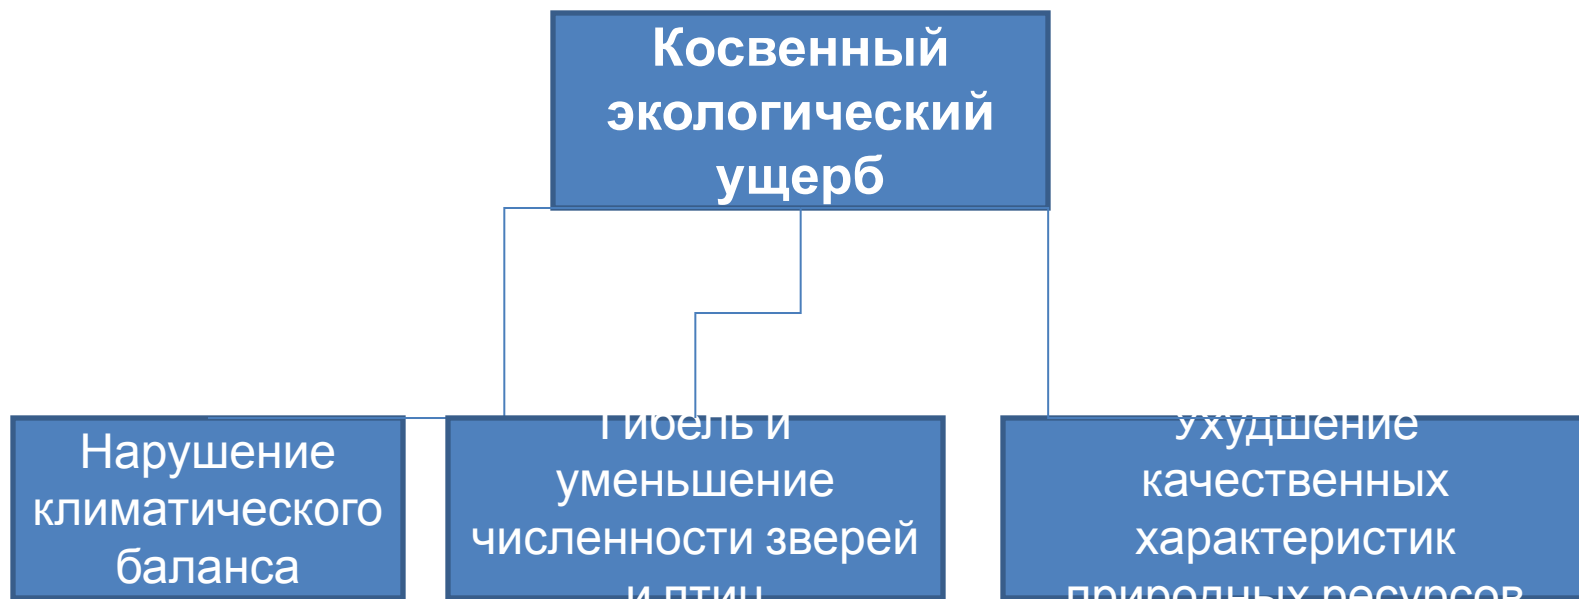 Косвенный
экологический
ущерб
Нарушение
климатического
баланса
Гибель и
уменьшение
численности зверей
и птиц
Ухудшение
качественных
характеристик
природных ресурсов